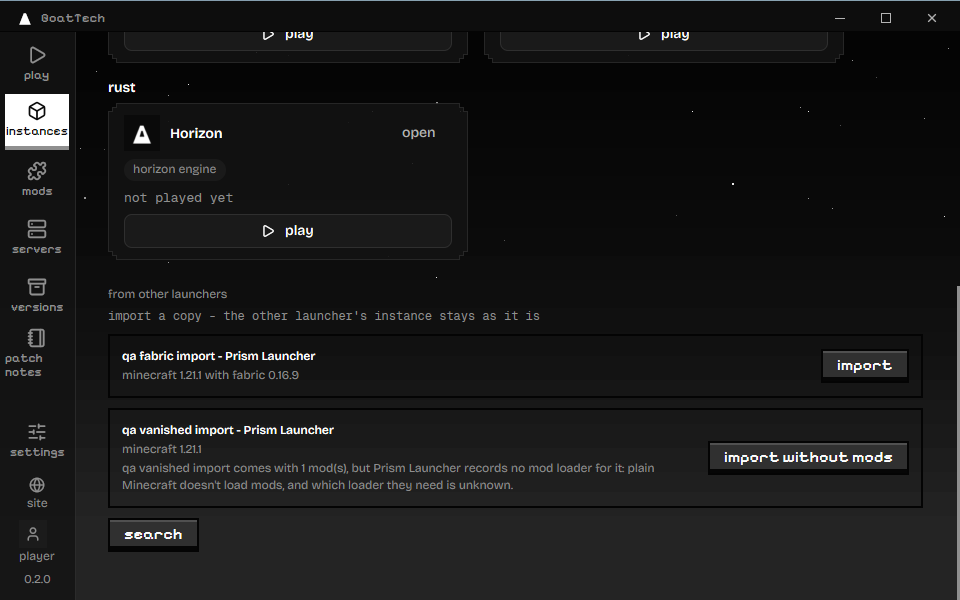 GoatTech
play
play
play
instances
mods
servers
versions
patch
notes
settings
site
player
0.2.0
rust
Horizon
open
horizon engine
not played yet
play
from other launchers
import a copy - the other launcher's instance stays as it is
qa fabric import - Prism Launcher
minecraft 1.21.1 with fabric 0.16.9
import
qa vanished import - Prism Launcher
minecraft 1.21.1
qa vanished import comes with 1 mod(s), but Prism Launcher records no mod loader for it: plain
Minecraft doesn't load mods, and which loader they need is unknown.
import without mods
search